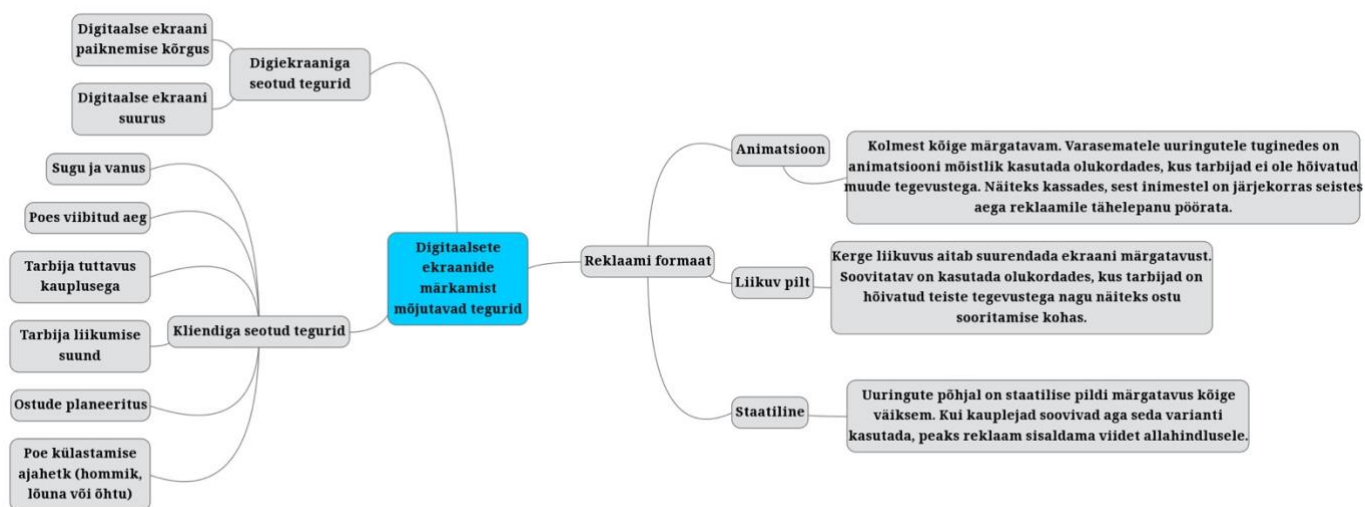 Digitaalse ekraani
paiknemise kõrgus
Digitaalse ekraani
suurus
Digiekraaniga
seotud tegurid
Sugu ja vanus
Poes viibitud aeg
Tarbija tuttavus
kauplusega
Tarbija liikumise
suund
Ostude planeeritus
Poe külastamise
ajahetk (hommik,
lõuna või õhtu)
Kliendiga seotud tegurid
Digitaalsete
ekraanide
märkamist
mõjutavad tegurid
Reklaami formaat
Animatsioon
Kolmest kõige märgatavam. Varasematele uuringutele tuginedes on
animatsiooni mõistlik kasutada olukordades, kus tarbijad ei ole hõivatud
muude tegevustega. Näiteks kassades, sest inimestel on järjekorras seistes
aega reklaamile tähelepanu pöörata.
Liikuv pilt
Kerge liikuvus aitab suurendada ekraani märgatavust.
Soovitatav on kasutada olukordades, kus tarbijad on
hõivatud teiste tegevustega nagu näiteks ostu
sooritamise kohas.
Staatiline
Uuringute põhjal on staatilise pildi märgatavus kõige
väiksem. Kui kauplejad soovivad aga seda varianti
kasutada, peaks reklaam sisaldama viidet allahindlusele.